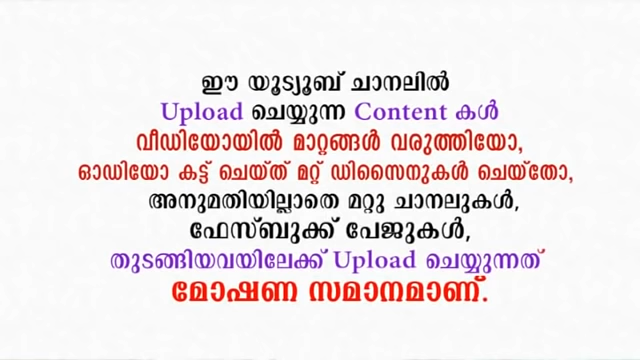 ഈ യൂട്യൂബ് ചാനലിൽ
Upload ചെയ്യുന്ന Content കൾ
വീഡിയോയിൽ മാറ്റങ്ങൾ വരുത്തിയോ,
ഓഡിയോ കട്ട് ചെയ്ത് മറ്റ് ഡിസൈനുകൾ ചെയ്തോ,
അനുമതിയില്ലാതെ മറ്റു ചാനലുകൾ,
ഫേസ്ബുക്ക് പേജുകൾ,
തുടങ്ങിയവയിലേക്ക് Upload ചെയ്യുന്നത്
മോഷണ സമാനമാണ്.